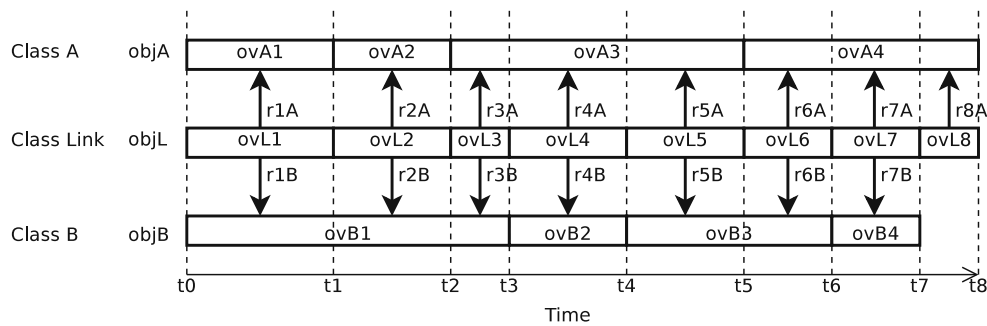 Class A objA ovA1 ovA2 ovA3 ovA4
r1A r2A r3A r4A r5A r6A r7A r8A
Class Link objL ovL1 ovL2 ovL3 ovL4 ovL5 ovL6 ovL7 ovL8
r1B r2B r3B r4B r5B r6B r7B
Class B objB ovB1 ovB2 ovB3 ovB4
t0 t1 t2 t3 t4 t5 t6 t7 t8
Time